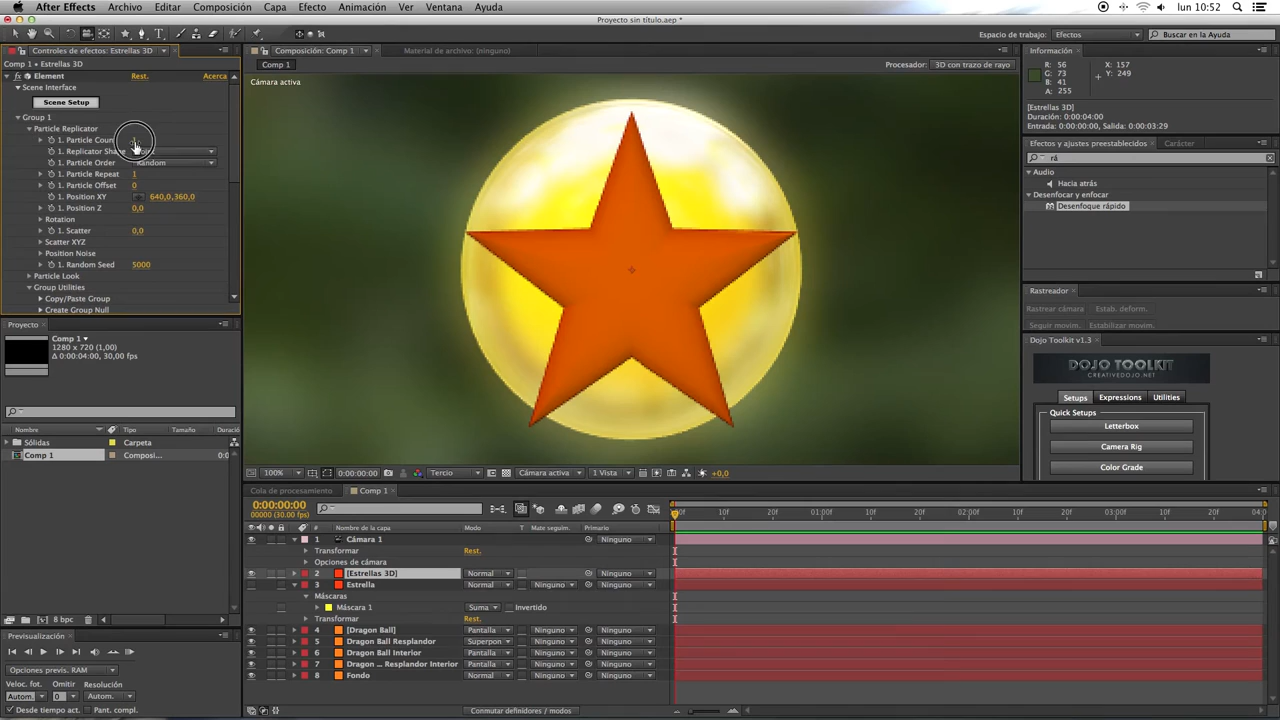 After Effects Archivo Editar Composición Capa Efecto Animación Ver Ventana Ayuda lun 10:52
Proyecto sin título.aep *
Espacio de trabajo: Efectos Buscar en la Ayuda
Controles de efectos: Estrellas 3D
Comp 1 • Estrellas 3D
fx Element Rest. Acerca
Scene Interface
Scene Setup
Group 1
Particle Replicator
1. Particle Coun
1. Replicator Shape
1. Particle Order Random
1. Particle Repeat 1
1. Particle Offset 0
1. Position XY 640,0,360,0
1. Position Z 0,0
Rotation
1. Scatter 0,0
Scatter XYZ
Position Noise
1. Random Seed 5000
Particle Look
Group Utilities
Copy/Paste Group
Create Group Null
Composición: Comp 1 Material de archivo: (ninguno)
Comp 1 Procesador: 3D con trazo de rayo
Cámara activa
100% 0:00:00:00 Tercio Cámara activa 1 Vista +0,0
Información
R: 56 X: 157
G: 73 Y: 249
B: 41
A: 255
[Estrellas 3D]
Duración: 0:00:04:00
Entrada: 0:00:00:00, Salida: 0:00:03:29
Efectos y ajustes preestablecidos Carácter
rá
Audio
Hacia atrás
Desenfocar y enfocar
Desenfoque rápido
Rastreador
Rastrear cámara Estab. deform.
Seguir movim. Estabilizar movim.
Dojo Toolkit v1.3
DOJO TOOLKIT
CREATIVEDOJO.NET
Setups Expressions Utilities
Quick Setups
Letterbox
Camera Rig
Color Grade
Proyecto
Comp 1
1280 x 720 (1,00)
Δ 0:00:04:00, 30,00 fps
Nombre Tipo Tamaño Duració
Sólidas Carpeta
Comp 1 Composi... 0:0
8 bpc
Previsualización
Opciones previs. RAM
Veloc. fot. Omitir Resolución
Autom. 0 Autom.
Desde tiempo act. Pant. compl.
Cola de procesamiento Comp 1
0:00:00:00
00000 (30.00 fps)
# Nombre de la capa Modo T Mate seguim. Primario
00f 10f 20f 01:00f 10f 20f 02:00f 10f 20f 03:00f 10f 20f 04:0
1 Cámara 1 Ninguno
Transformar Rest.
Opciones de cámara
2 [Estrellas 3D] Normal Ninguno
3 Estrella Normal Ninguno Ninguno
Máscaras
Máscara 1 Suma Invertido
Transformar Rest.
4 [Dragon Ball] Pantalla Ninguno Ninguno
5 Dragon Ball Resplandor Superpon Ninguno Ninguno
6 Dragon Ball Interior Pantalla Ninguno Ninguno
7 Dragon ... Resplandor Interior Pantalla Ninguno Ninguno
8 Fondo Normal Ninguno Ninguno
Conmutar definidores / modos